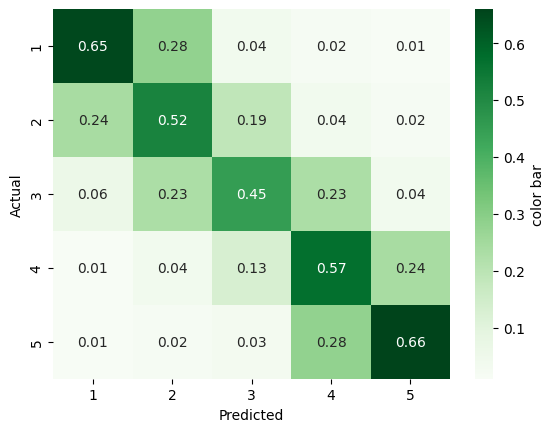 1 0.65 0.28 0.04 0.02 0.01
2 0.24 0.52 0.19 0.04 0.02
3 0.06 0.23 0.45 0.23 0.04
4 0.01 0.04 0.13 0.57 0.24
5 0.01 0.02 0.03 0.28 0.66
1 2 3 4 5
Predicted
Actual
0.6
0.5
0.4
0.3
0.2
0.1
color bar